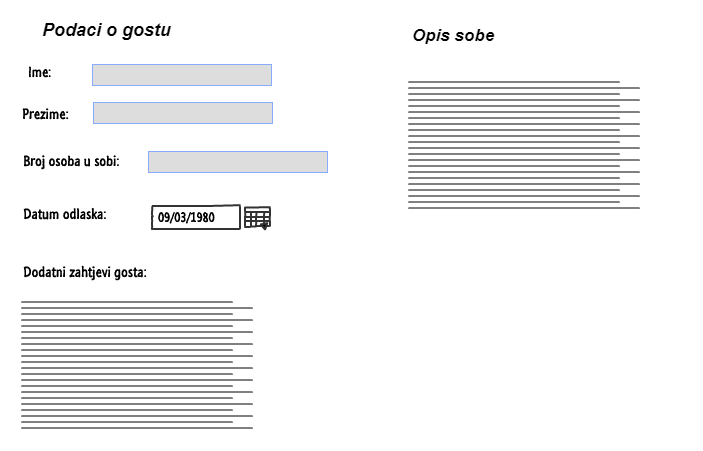 Podaci o gostu
Ime:
Prezime:
Broj osoba u sobi:
Datum odlaska:
09/03/1980
Dodatni zahtjevi gosta:
Opis sobe